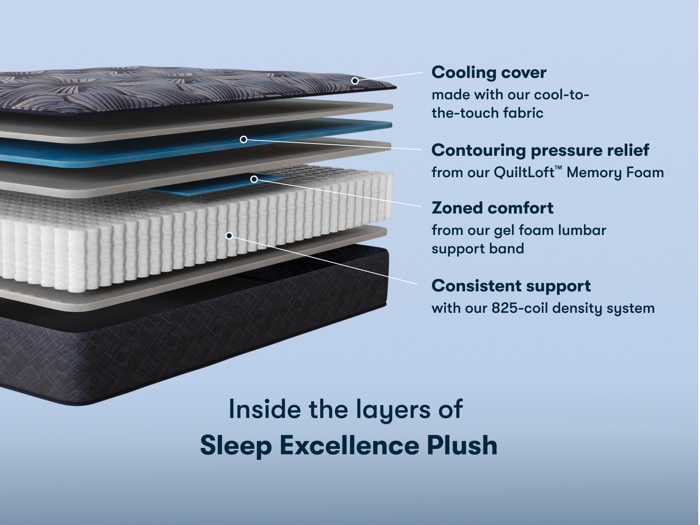 Cooling cover
made with our cool-to-
the-touch fabric
Contouring pressure relief
from our QuiltLoft™ Memory Foam
Zoned comfort
from our gel foam lumbar
support band
Consistent support
with our 825-coil density system
Inside the layers of
Sleep Excellence Plush